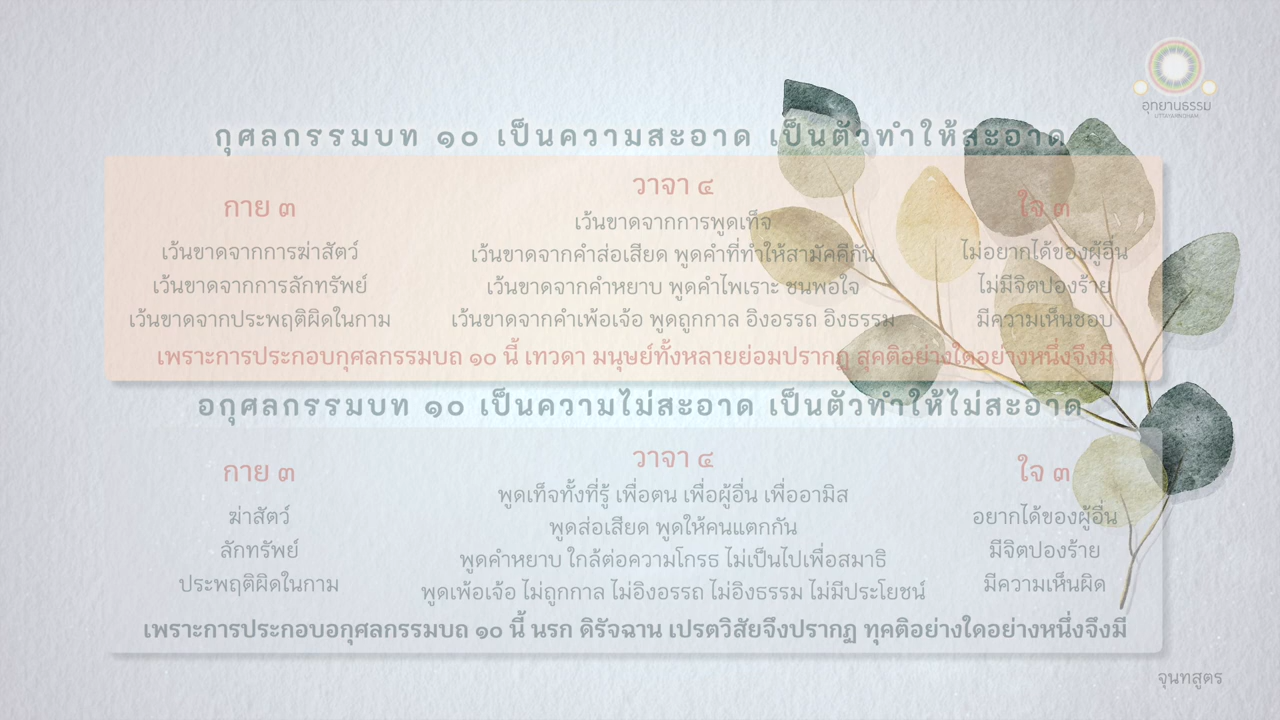 อุทยานธรรม
UTTAYARNDHAM
กุศลกรรมบท ๑๐ เป็นความสะอาด เป็นตัวทำให้สะอาด
กาย ๓
เว้นขาดจากการฆ่าสัตว์
เว้นขาดจากการลักทรัพย์
เว้นขาดจากประพฤติผิดในกาม
วาจา ๔
เว้นขาดจากการพูดเท็จ
เว้นขาดจากคำส่อเสียด พูดคำที่ทำให้สามัคคีกัน
เว้นขาดจากคำหยาบ พูดคำไพเราะ ชนพอใจ
เว้นขาดจากคำเพ้อเจ้อ พูดถูกกาล อิงอรรถ อิงธรรม
ใจ ๓
ไม่อยากได้ของผู้อื่น
ไม่มีจิตปองร้าย
มีความเห็นชอบ
เพราะการประกอบกุศลกรรมบถ ๑๐ นี้ เทวดา มนุษย์ทั้งหลายย่อมปรากฏ สุคติอย่างใดอย่างหนึ่งจึงมี
อกุศลกรรมบท ๑๐ เป็นความไม่สะอาด เป็นตัวทำให้ไม่สะอาด
กาย ๓
ฆ่าสัตว์
ลักทรัพย์
ประพฤติผิดในกาม
วาจา ๔
พูดเท็จทั้งที่รู้ เพื่อตน เพื่อผู้อื่น เพื่ออามิส
พูดส่อเสียด พูดให้คนแตกกัน
พูดคำหยาบ ใกล้ต่อความโกรธ ไม่เป็นไปเพื่อสมาธิ
พูดเพ้อเจ้อ ไม่ถูกกาล ไม่อิงอรรถ ไม่อิงธรรม ไม่มีประโยชน์
ใจ ๓
อยากได้ของผู้อื่น
มีจิตปองร้าย
มีความเห็นผิด
เพราะการประกอบอกุศลกรรมบถ ๑๐ นี้ นรก ดิรัจฉาน เปรตวิสัยจึงปรากฏ ทุคติอย่างใดอย่างหนึ่งจึงมี
จุนทสูตร